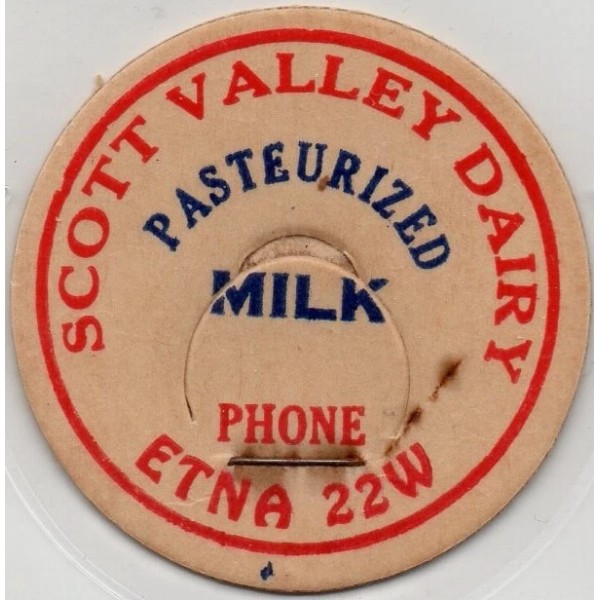 SCOTT VALLEY DAIRY
PASTEURIZED
MILK
PHONE
ETNA 22W